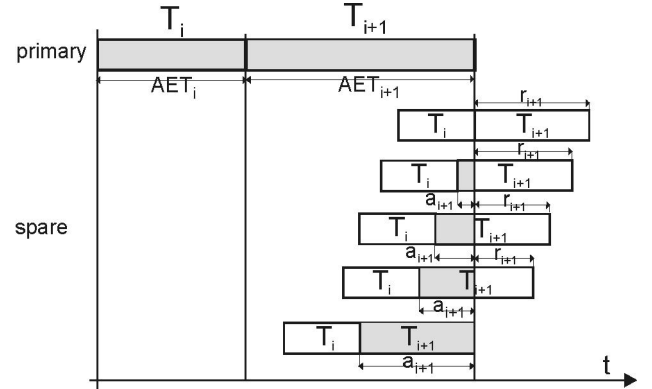 T_i T_{i+1}
primary
AET_i AET_{i+1}
r_{i+1}
T_i T_{i+1}
r_{i+1}
T_i T_{i+1}
a_{i+1} r_{i+1}
spare
T_i T_{i+1}
a_{i+1} r_{i+1}
T_i T_{i+1}
a_{i+1}
T_i T_{i+1}
a_{i+1}
t